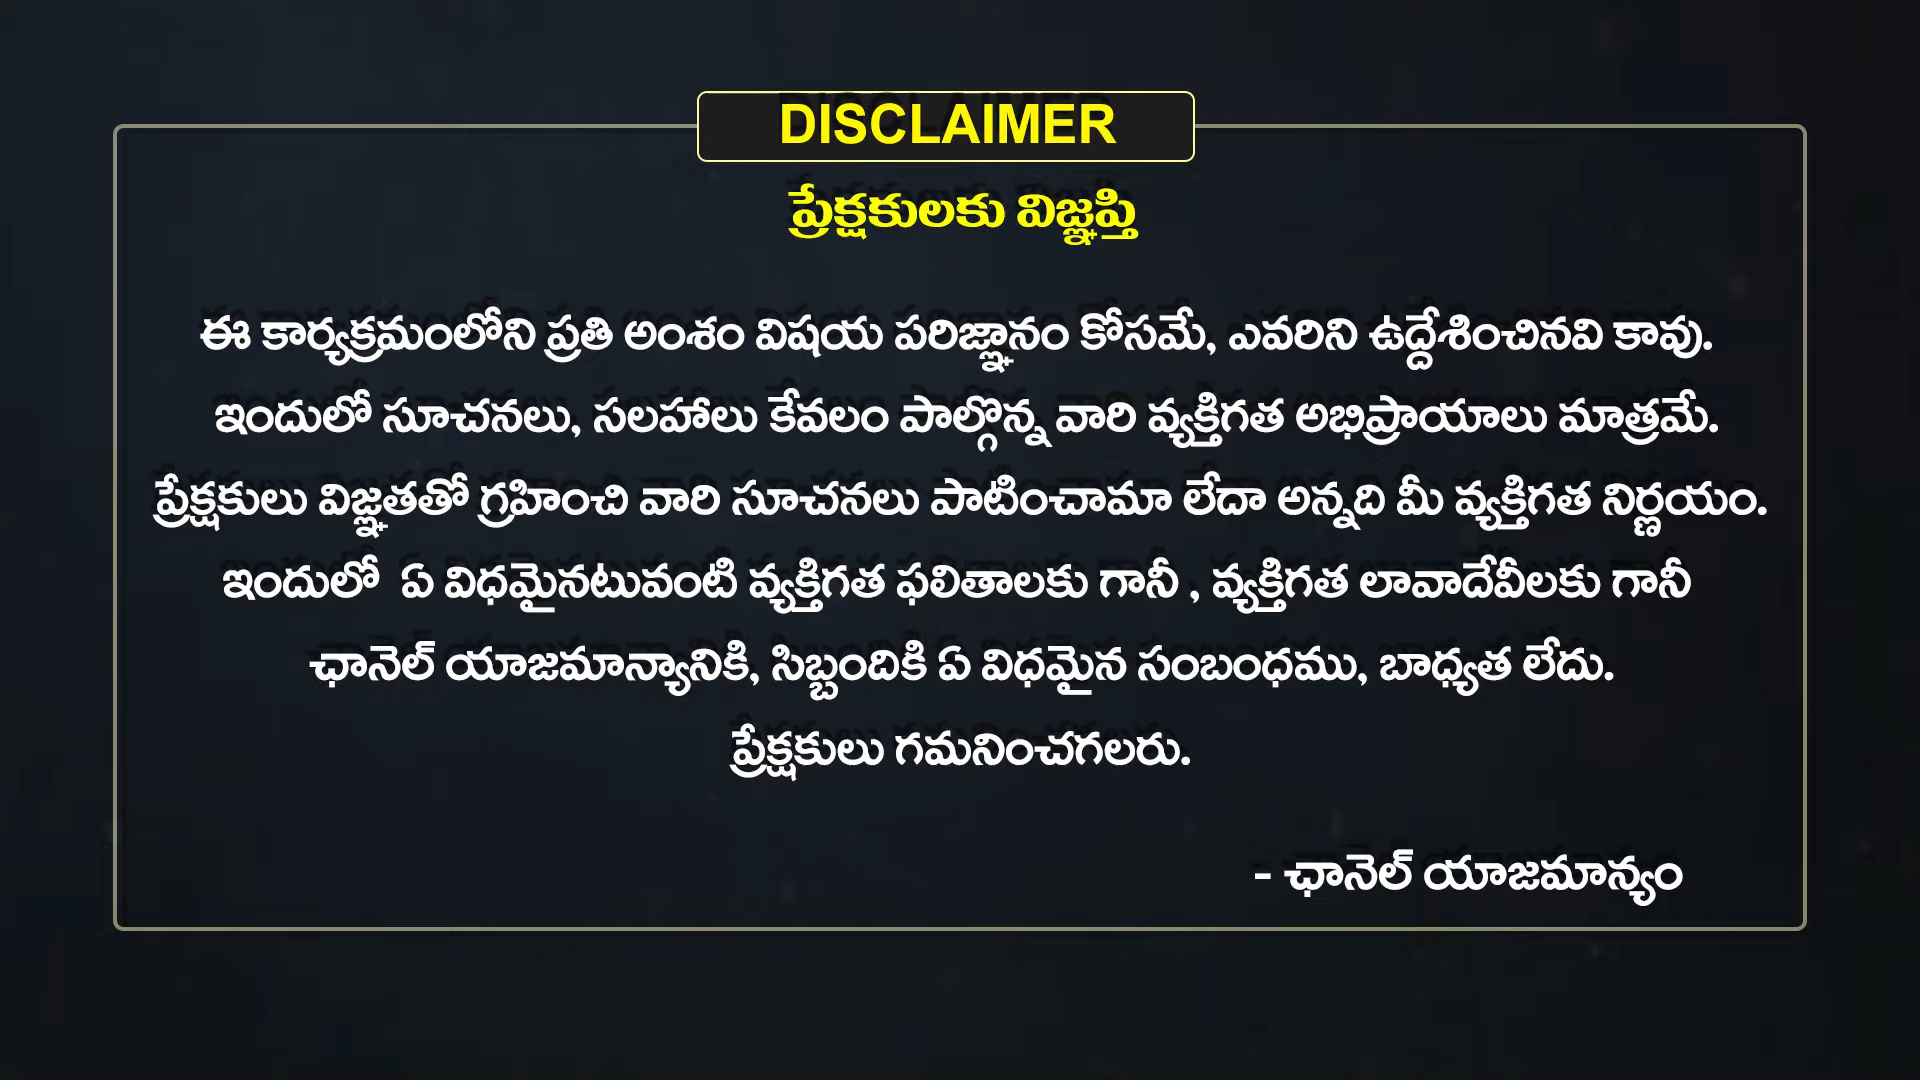 DISCLAIMER
ప్రేక్షకులకు విజ్ఞప్తి
ఈ కార్యక్రమంలోని ప్రతి అంశం విషయ పరిజ్ఞానం కోసమే, ఎవరిని ఉద్దేశించినవి కావు.
ఇందులో సూచనలు, సలహాలు కేవలం పాల్గొన్న వారి వ్యక్తిగత అభిప్రాయాలు మాత్రమే.
ప్రేక్షకులు విజ్ఞతతో గ్రహించి వారి సూచనలు పాటించామా లేదా అన్నది మీ వ్యక్తిగత నిర్ణయం.
ఇందులో ఏ విధమైనటువంటి వ్యక్తిగత ఫలితాలకు గానీ , వ్యక్తిగత లావాదేవీలకు గానీ
ఛానెల్ యాజమాన్యానికి, సిబ్బందికి ఏ విధమైన సంబంధము, బాధ్యత లేదు.
ప్రేక్షకులు గమనించగలరు.
- ఛానెల్ యాజమాన్యం